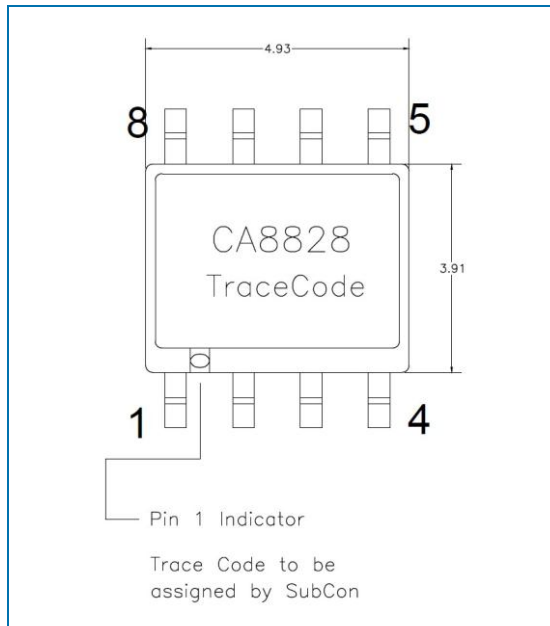 4.93
8 5
CA8828
TraceCode
3.91
1 4
Pin 1 Indicator
Trace Code to be
assigned by SubCon